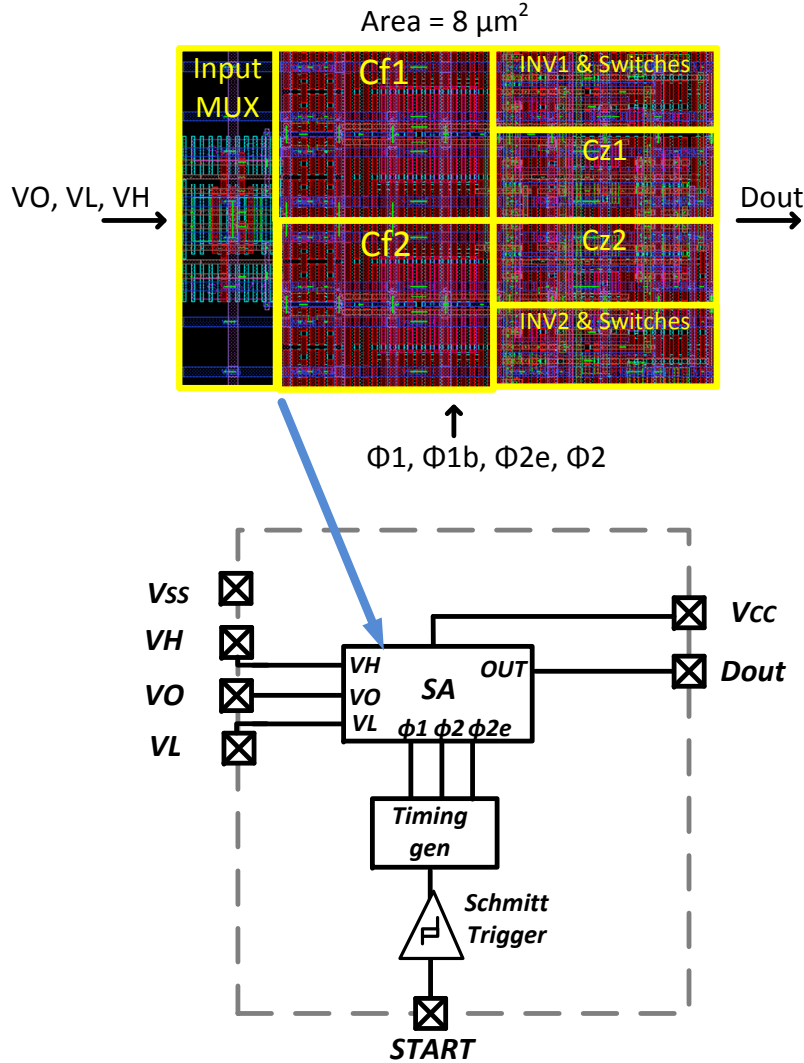 Area = 8 μm²
Input
MUX
Cf1
INV1 & Switches
Cz1
VO, VL, VH
Dout
Cf2
Cz2
INV2 & Switches
Φ1, Φ1b, Φ2e, Φ2
VSS
VCC
VH
VH
OUT
SA
Dout
VO
VO
VL
VL
ϕ1 ϕ2 ϕ2e
Timing
gen
Schmitt
Trigger
START